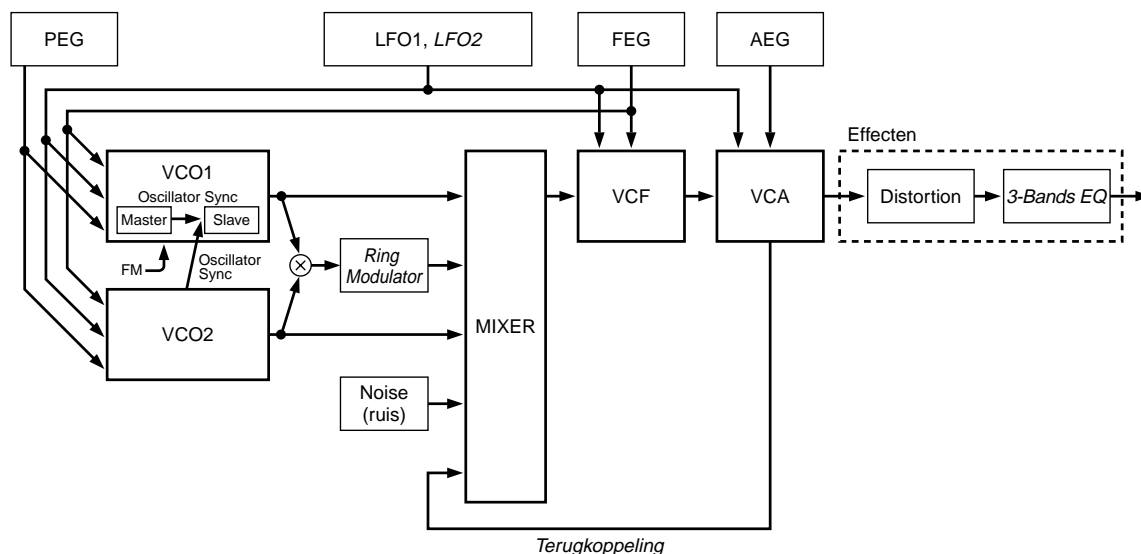 PEG
LFO1, LFO2
FEG
AEG
Effecten
VCO1
Oscillator Sync
Master
Slave
VCF
VCA
Distortion
3-Bands EQ
FM
Oscillator
Sync
×
Ring
Modulator
VCO2
MIXER
Noise
(ruis)
Terugkoppeling